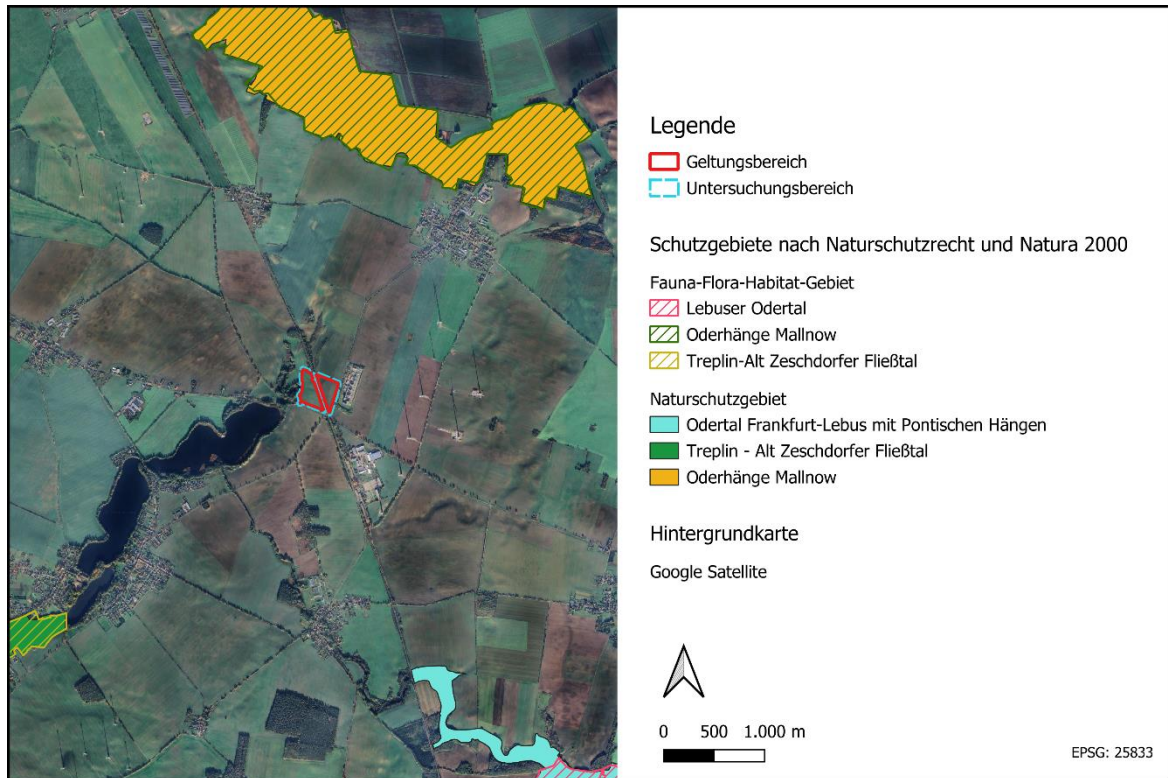 Legende
Geltungsbereich
Untersuchungsbereich
Schutzgebiete nach Naturschutzrecht und Natura 2000
Fauna-Flora-Habitat-Gebiet
Lebuser Odertal
Oderhänge Mallnow
Treplin-Alt Zeschdorfer Fließtal
Naturschutzgebiet
Odertal Frankfurt-Lebus mit Pontischen Hängen
Treplin - Alt Zeschdorfer Fließtal
Oderhänge Mallnow
Hintergrundkarte
Google Satellite
0 500 1.000 m
EPSG: 25833